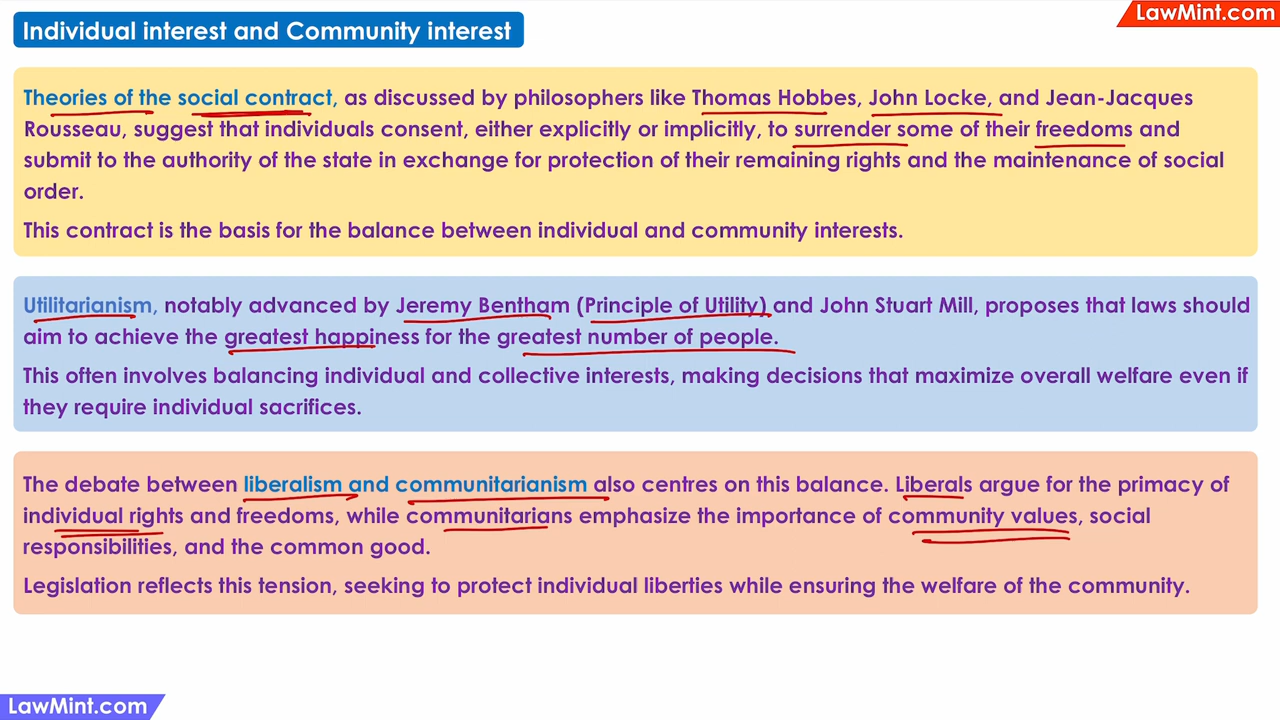 Individual interest and Community interest
LawMint.com
Theories of the social contract, as discussed by philosophers like Thomas Hobbes, John Locke, and Jean-Jacques
Rousseau, suggest that individuals consent, either explicitly or implicitly, to surrender some of their freedoms and
submit to the authority of the state in exchange for protection of their remaining rights and the maintenance of social
order.
This contract is the basis for the balance between individual and community interests.
Utilitarianism, notably advanced by Jeremy Bentham (Principle of Utility) and John Stuart Mill, proposes that laws should
aim to achieve the greatest happiness for the greatest number of people.
This often involves balancing individual and collective interests, making decisions that maximize overall welfare even if
they require individual sacrifices.
The debate between liberalism and communitarianism also centres on this balance. Liberals argue for the primacy of
individual rights and freedoms, while communitarians emphasize the importance of community values, social
responsibilities, and the common good.
Legislation reflects this tension, seeking to protect individual liberties while ensuring the welfare of the community.
LawMint.com